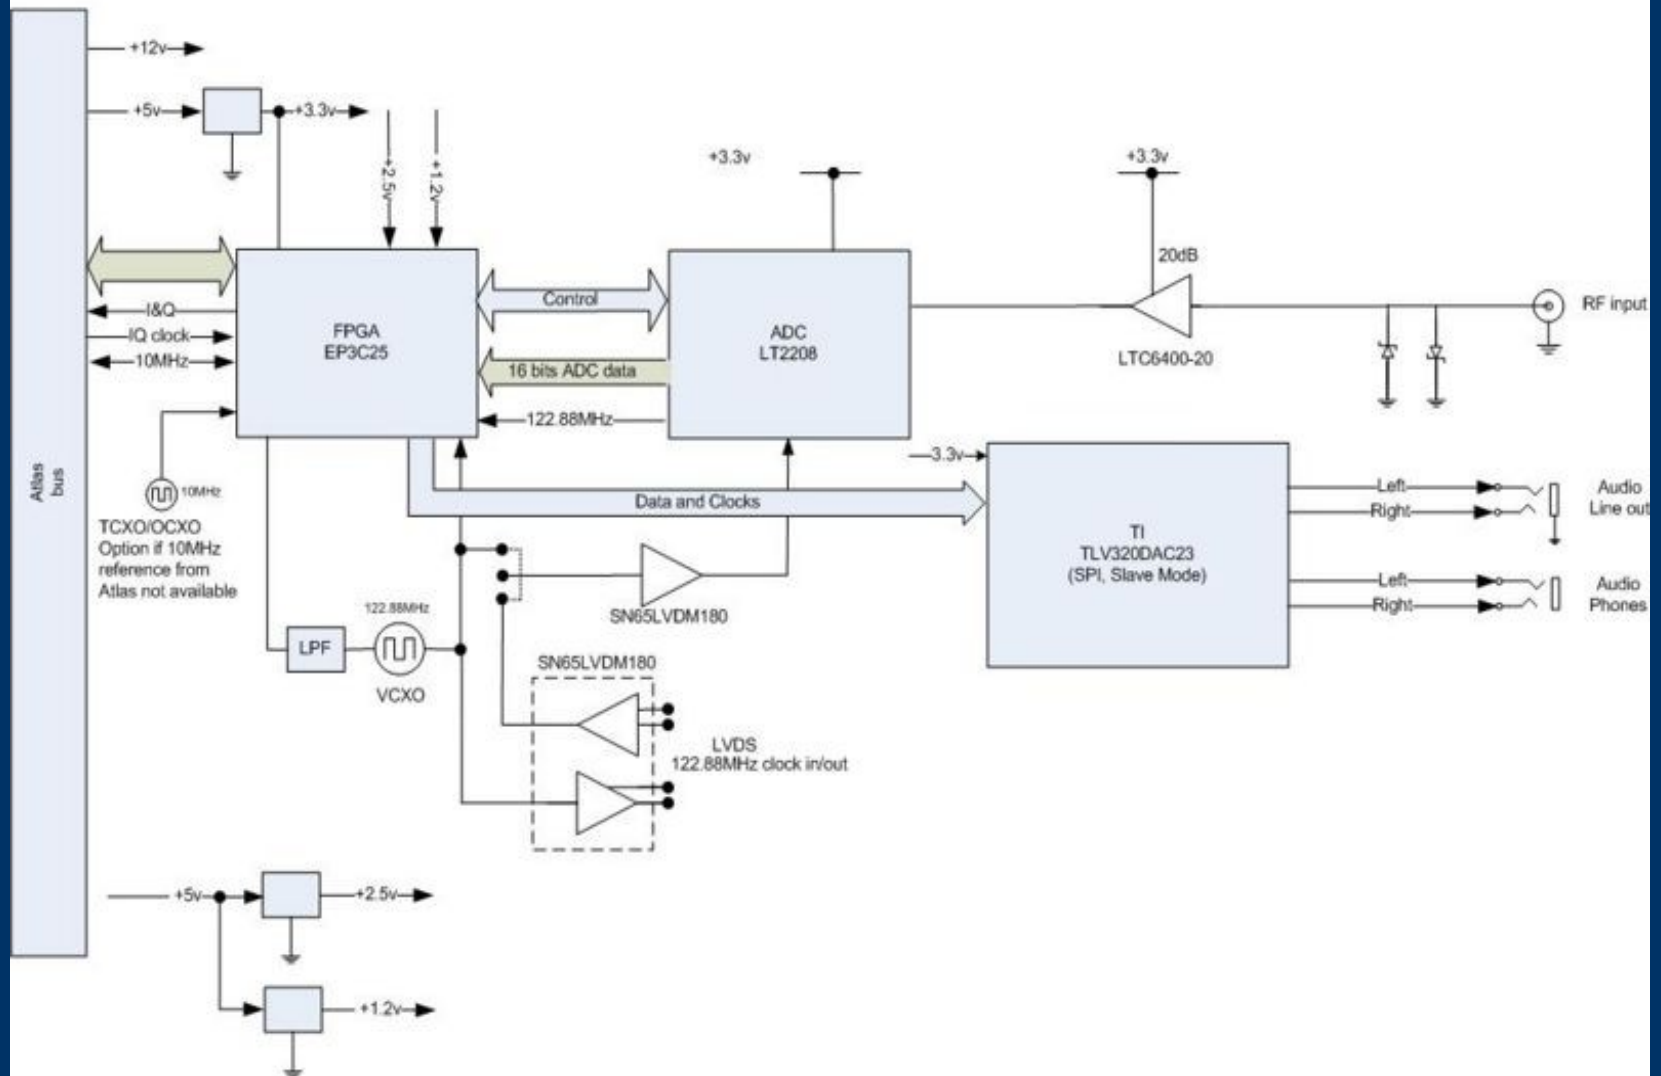 +12v
+5v
+3.3v
+2.5v
+1.2v
+3.3v
+3.3v
20dB
RF input
LTC6400-20
Control
FPGA
EP3C25
ADC
LT2208
16 bits ADC data
122.88MHz
I&Q
IQ clock
10MHz
Atlas
bus
10MHz
TCXO/OCXO
Option if 10MHz
reference from
Atlas not available
Data and Clocks
3.3v
TI
TLV320DAC23
(SPI, Slave Mode)
Left
Right
Audio
Line out
Left
Right
Audio
Phones
SN65LVDM180
122.88MHz
LPF
VCXO
SN65LVDM180
LVDS
122.88MHz clock in/out
+5v
+2.5v
+1.2v